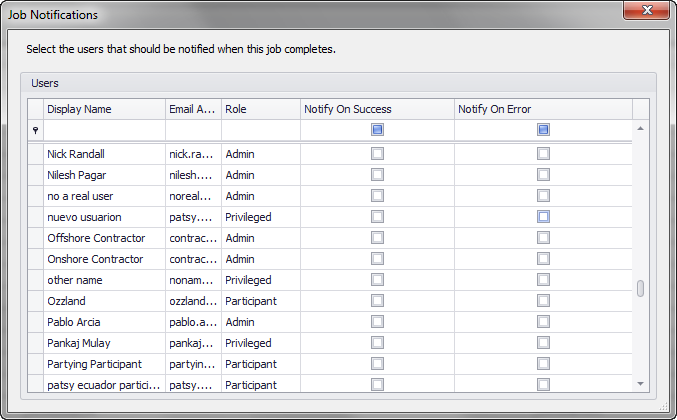 Job Notifications
Select the users that should be notified when this job completes.
Users
Display Name Email A... Role Notify On Success Notify On Error
Nick Randall nick.ra... Admin
Nilesh Pagar nilesh.... Admin
no a real user noreal... Admin
nuevo usuarion patsy.... Privileged
Offshore Contractor contrac... Admin
Onshore Contractor contrac... Admin
other name nonam... Privileged
Ozzland ozzland... Participant
Pablo Arcia pablo.a... Admin
Pankaj Mulay pankaj... Privileged
Partying Participant partyin... Participant
patsy ecuador partici... patsy.... Participant